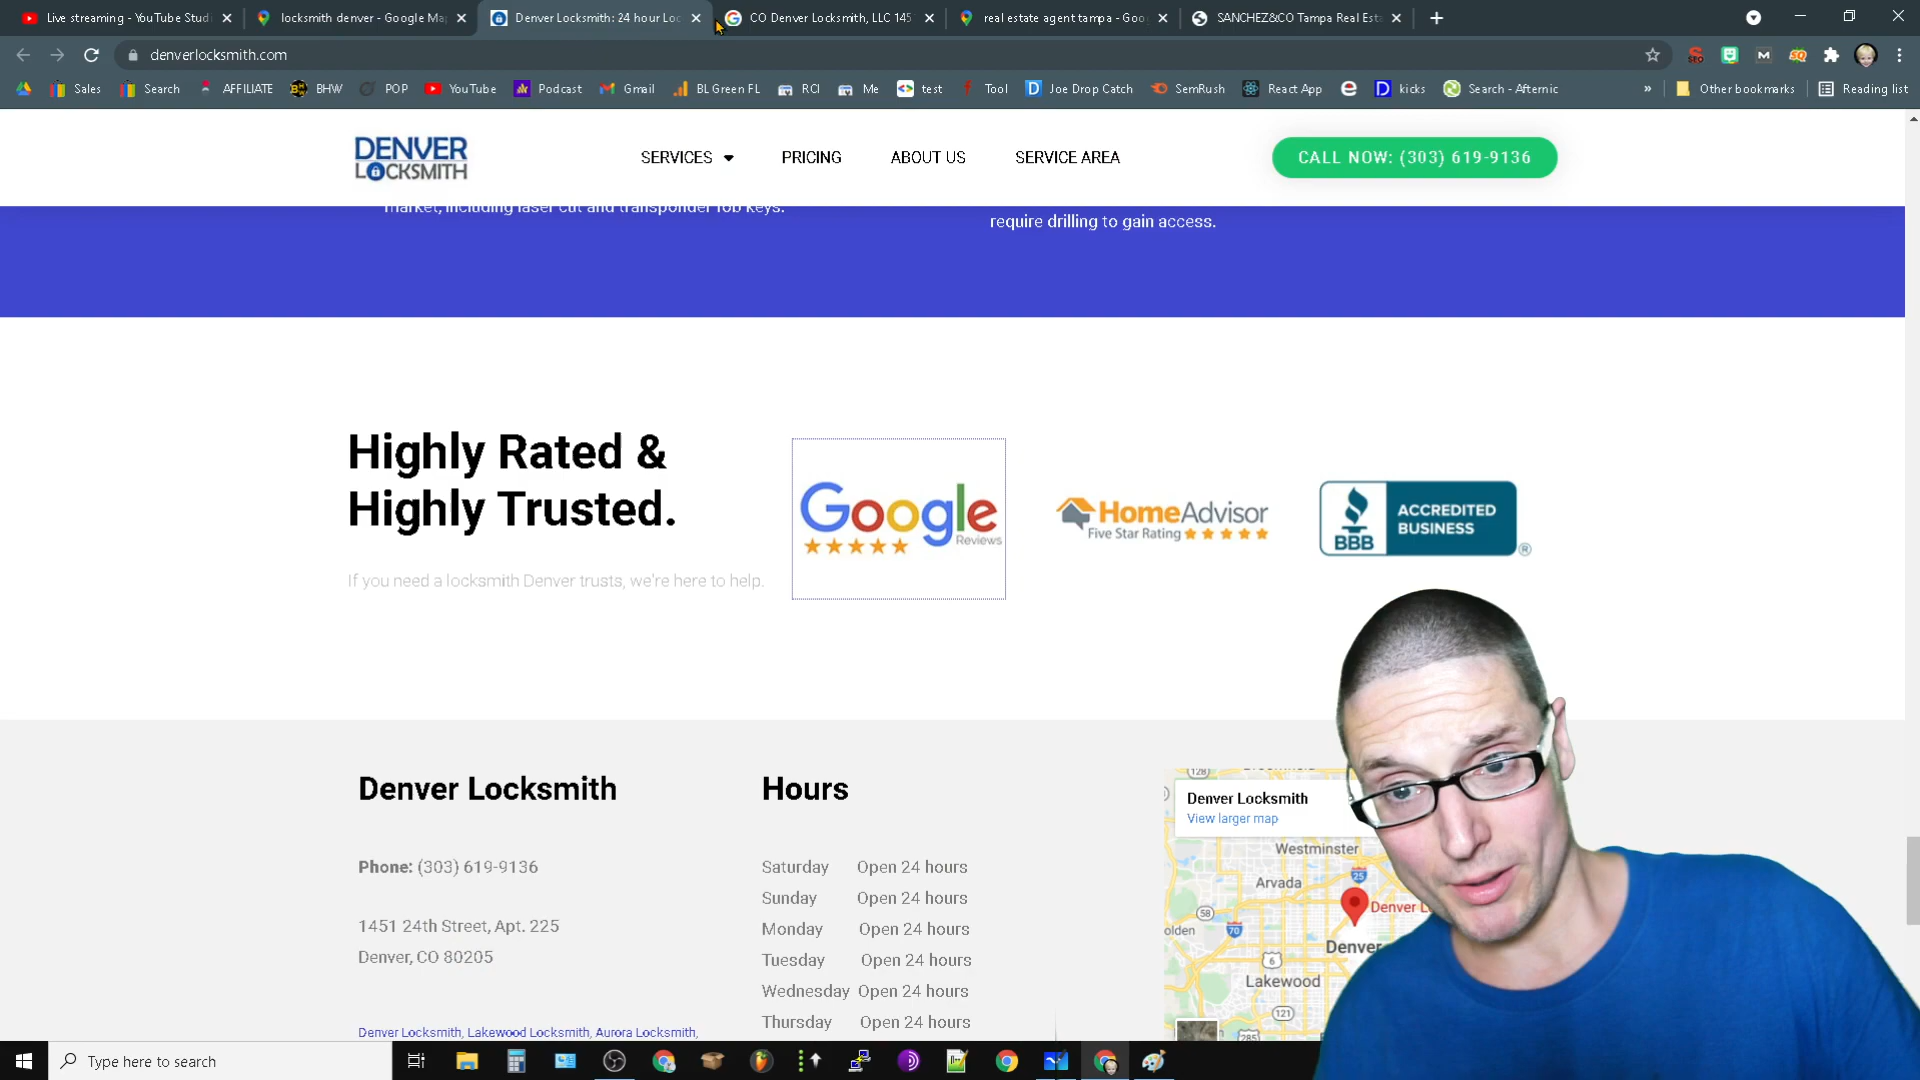 Live streaming - YouTube Studi
locksmith denver - Google Ma
Denver Locksmith: 24 hour Loc
CO Denver Locksmith, LLC 145
real estate agent tampa - Goo
SANCHEZ&CO Tampa Real Est
denverlocksmith.com
Sales
Search
AFFILIATE
BHW
POP
YouTube
Podcast
Gmail
BL Green FL
RCI
Me
test
Tool
Joe Drop Catch
SemRush
React App
kicks
Search - Afternic
»
Other bookmarks
Reading list
DENVER
LOCKSMITH
SERVICES
PRICING
ABOUT US
SERVICE AREA
CALL NOW: (303) 619-9136
market, including laser cut and transponder fob keys.
require drilling to gain access.
Highly Rated &
Highly Trusted.
If you need a locksmith Denver trusts, we're here to help.
Google
Reviews
HomeAdvisor
Five Star Rating
BBB
ACCREDITED
BUSINESS
®
Denver Locksmith
Phone: (303) 619-9136
1451 24th Street, Apt. 225
Denver, CO 80205
Denver Locksmith, Lakewood Locksmith, Aurora Locksmith,
Hours
Saturday Open 24 hours
Sunday Open 24 hours
Monday Open 24 hours
Tuesday Open 24 hours
Wednesday Open 24 hours
Thursday Open 24 hours
Denver Locksmith
View larger map
Westminster
Arvada
25
58
70
olden
Denver L
Denver
6
Lakewood
121
285
Type here to search